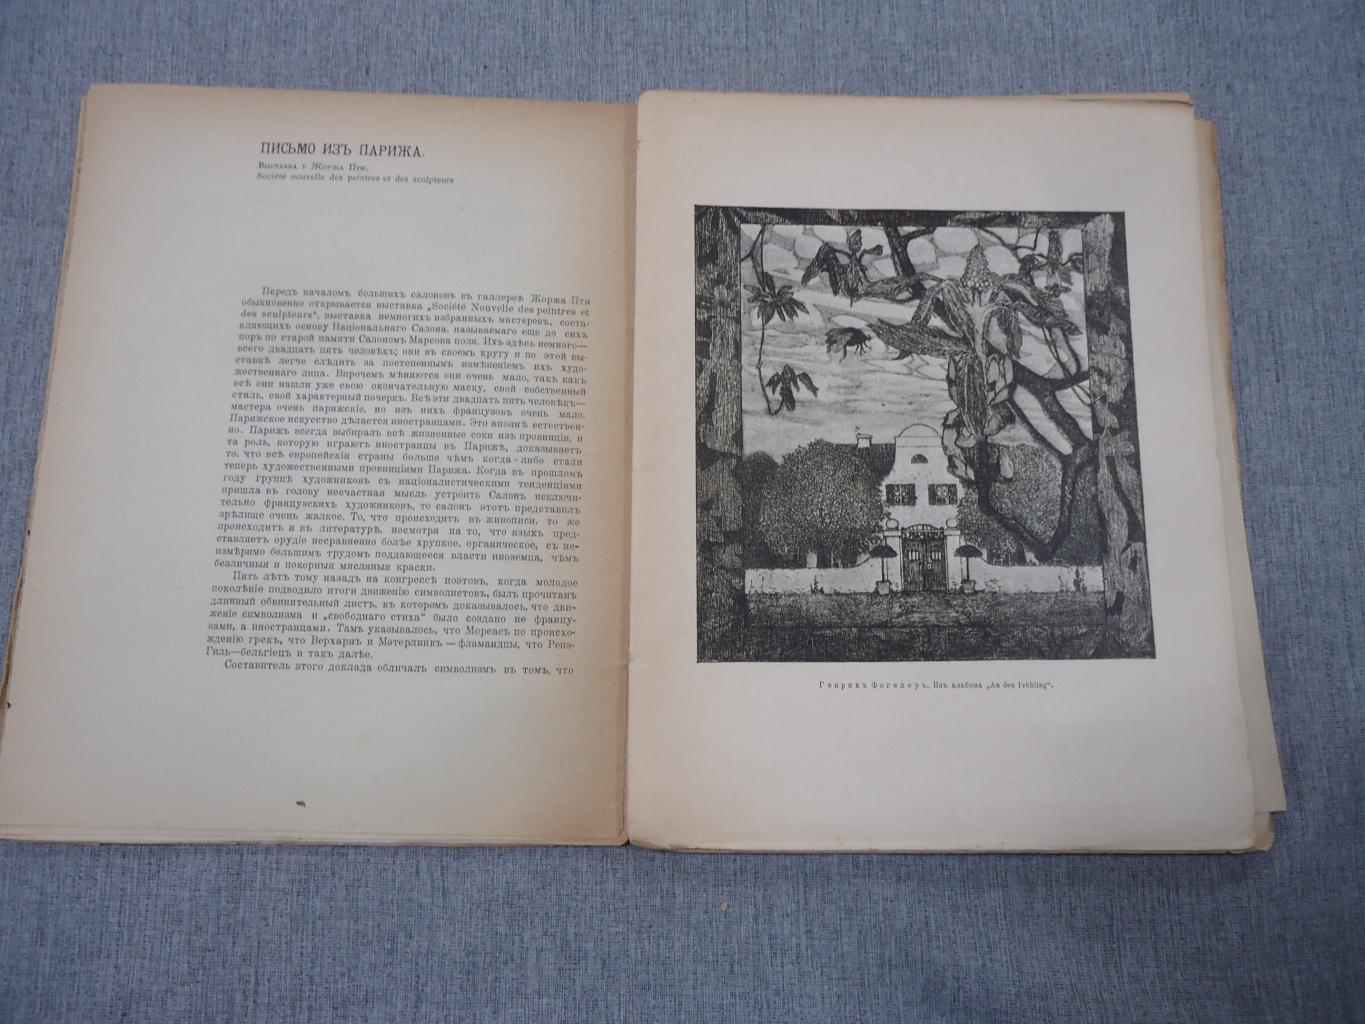 ПИСЬМО ИЗЪ ПАРИЖА.
Выставка у Жоржа Пти.
Société nouvelle des peintres et des sculpteurs
Передъ началомъ большихъ салоновъ въ галлереѣ Жоржа Пти
обыкновенно открывается выставка „Société Nouvelle des peintres et
des sculpteurs“, выставка немногихъ избранныхъ мастеровъ, соста-
вляющихъ основу Національнаго Салона, называемаго еще до сихъ
поръ по старой памяти Салономъ Марсова поля. Ихъ здѣсь немного—
всего двадцать пять человѣкъ; они въ своемъ кругу и по этой вы-
ставкѣ легче слѣдить за постепеннымъ измѣненіемъ ихъ худо-
жественнаго лица. Впрочемъ мѣняются они очень мало, такъ какъ
всѣ они нашли уже свою окончательную маску, свой собственный
стиль, свой характерный почеркъ. Всѣ эти двадцать пять человѣкъ—
мастера очень парижскіе, но изъ нихъ французовъ очень мало.
Парижское искусство дѣлается иностранцами. Это вполнѣ естествен-
но. Парижъ всегда выбиралъ всѣ жизненные соки изъ провинціи, и
та роль, которую играютъ иностранцы въ Парижѣ, доказываетъ
то, что всѣ европейскія страны больше чѣмъ когда-либо стали
теперь художественными провинціями Парижа. Когда въ прошломъ
году группѣ художниковъ съ націоналистическими тенденціями
пришла въ голову несчастная мысль устроить Салонъ исключи-
тельно французскихъ художниковъ, то салонъ этотъ представилъ
зрѣлище очень жалкое. То, что происходитъ въ живописи, то же
происходитъ и въ литературѣ, несмотря на то, что языкъ пред-
ставляетъ орудіе несравненно болѣе хрупкое, органическое, съ не-
измѣримо большимъ трудомъ поддающееся власти иноземца, чѣмъ
безличныя и покорныя масляныя краски.
Пять лѣтъ тому назадъ на конгрессѣ поэтовъ, когда молодое
поколѣніе подводило итоги движенію символистовъ, былъ прочитанъ
длинный обвинительный листъ, въ которомъ доказывалось, что дви-
женіе символизма и „свободнаго стиха“ было создано не францу-
зами, а иностранцами. Тамъ указывалось, что Мореасъ по происхо-
жденію грекъ, что Верхарнъ и Мэтерлинкъ — фламандцы, что Ренэ
Гиль—бельгіецъ и такъ далѣе.
Составитель этого доклада обличалъ символизмъ въ томъ, что
Генрихъ Фогелеръ, Изъ альбома „An den Frühling“.